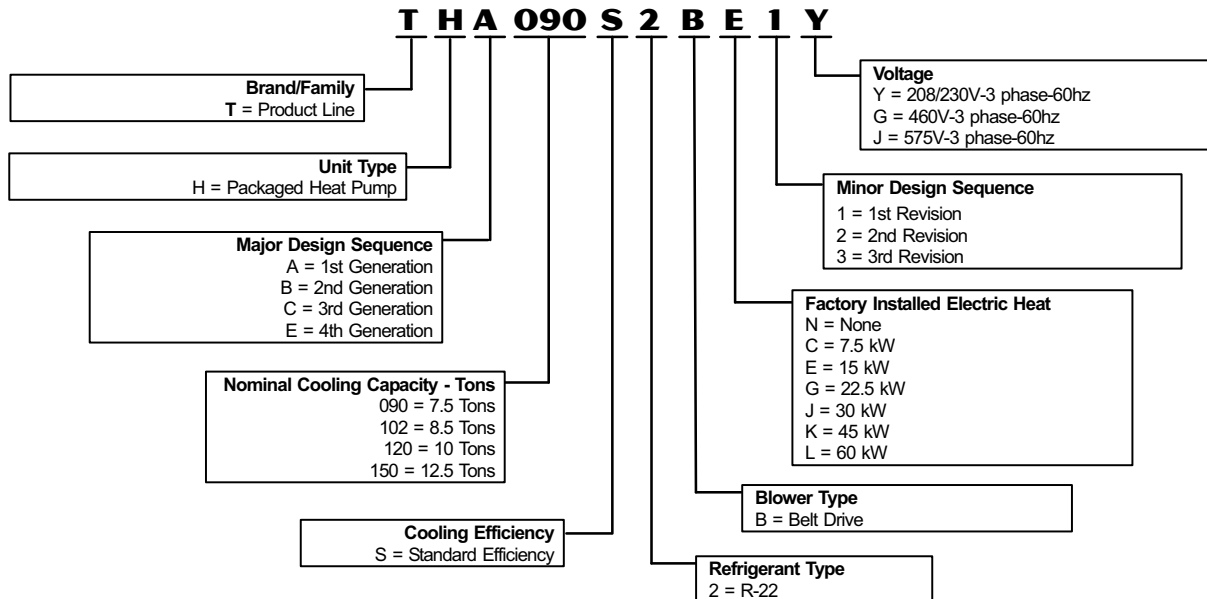 T H A 090 S 2 B E 1 Y
Brand/Family
T = Product Line
Unit Type
H = Packaged Heat Pump
Major Design Sequence
A = 1st Generation
B = 2nd Generation
C = 3rd Generation
E = 4th Generation
Nominal Cooling Capacity - Tons
090 = 7.5 Tons
102 = 8.5 Tons
120 = 10 Tons
150 = 12.5 Tons
Cooling Efficiency
S = Standard Efficiency
Voltage
Y = 208/230V-3 phase-60hz
G = 460V-3 phase-60hz
J = 575V-3 phase-60hz
Minor Design Sequence
1 = 1st Revision
2 = 2nd Revision
3 = 3rd Revision
Factory Installed Electric Heat
N = None
C = 7.5 kW
E = 15 kW
G = 22.5 kW
J = 30 kW
K = 45 kW
L = 60 kW
Blower Type
B = Belt Drive
Refrigerant Type
2 = R-22